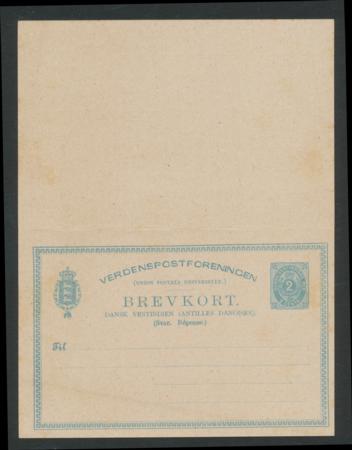 VERDENSPOSTFORENINGEN
(UNION POSTALE UNIVERSELLE.)
BREVKORT.
DANSK VESTINDIEN (ANTILLES DANOISES).
(Svar. Réponse.)
Til
2